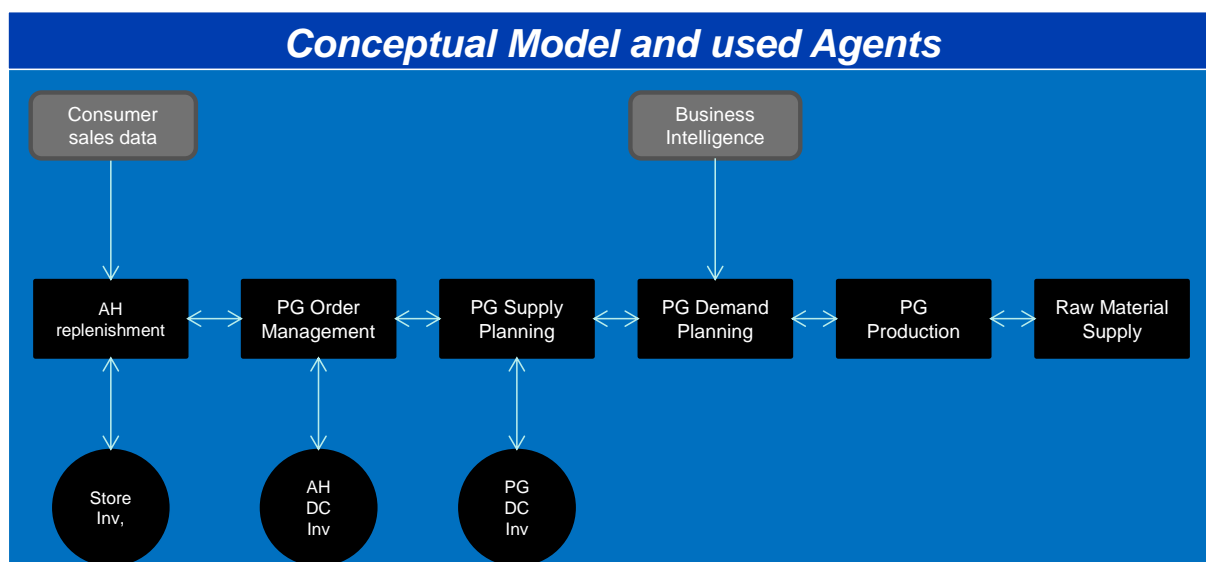 Conceptual Model and used Agents
Consumer
sales data
Business
Intelligence
AH
replenishment
PG Order
Management
PG Supply
Planning
PG Demand
Planning
PG
Production
Raw Material
Supply
Store
Inv,
AH
DC
Inv
PG
DC
Inv